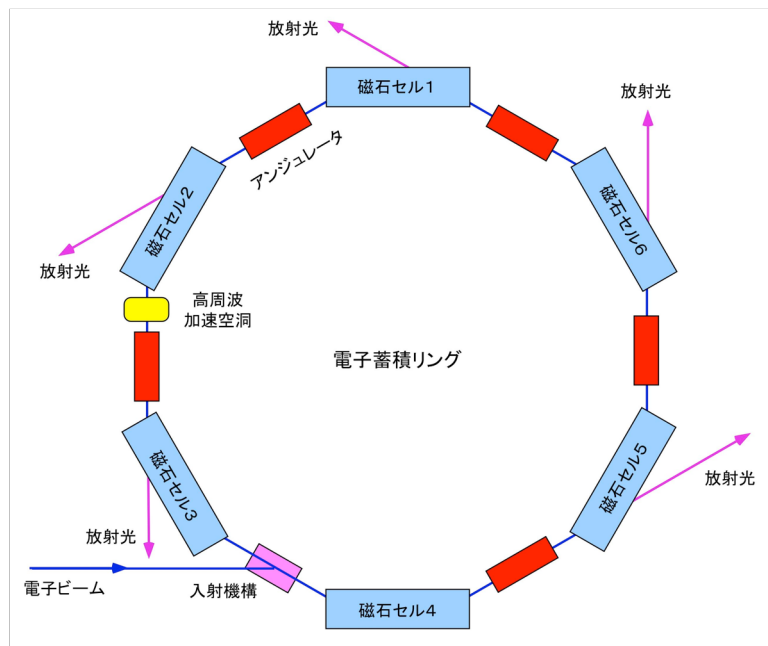 放射光
磁石セル1
放射光
アンジュレータ
磁石セル2
磁石セル6
放射光
高周波
加速空洞
電子蓄積リング
磁石セル3
磁石セル5
放射光
放射光
電子ビーム
入射機構
磁石セル4